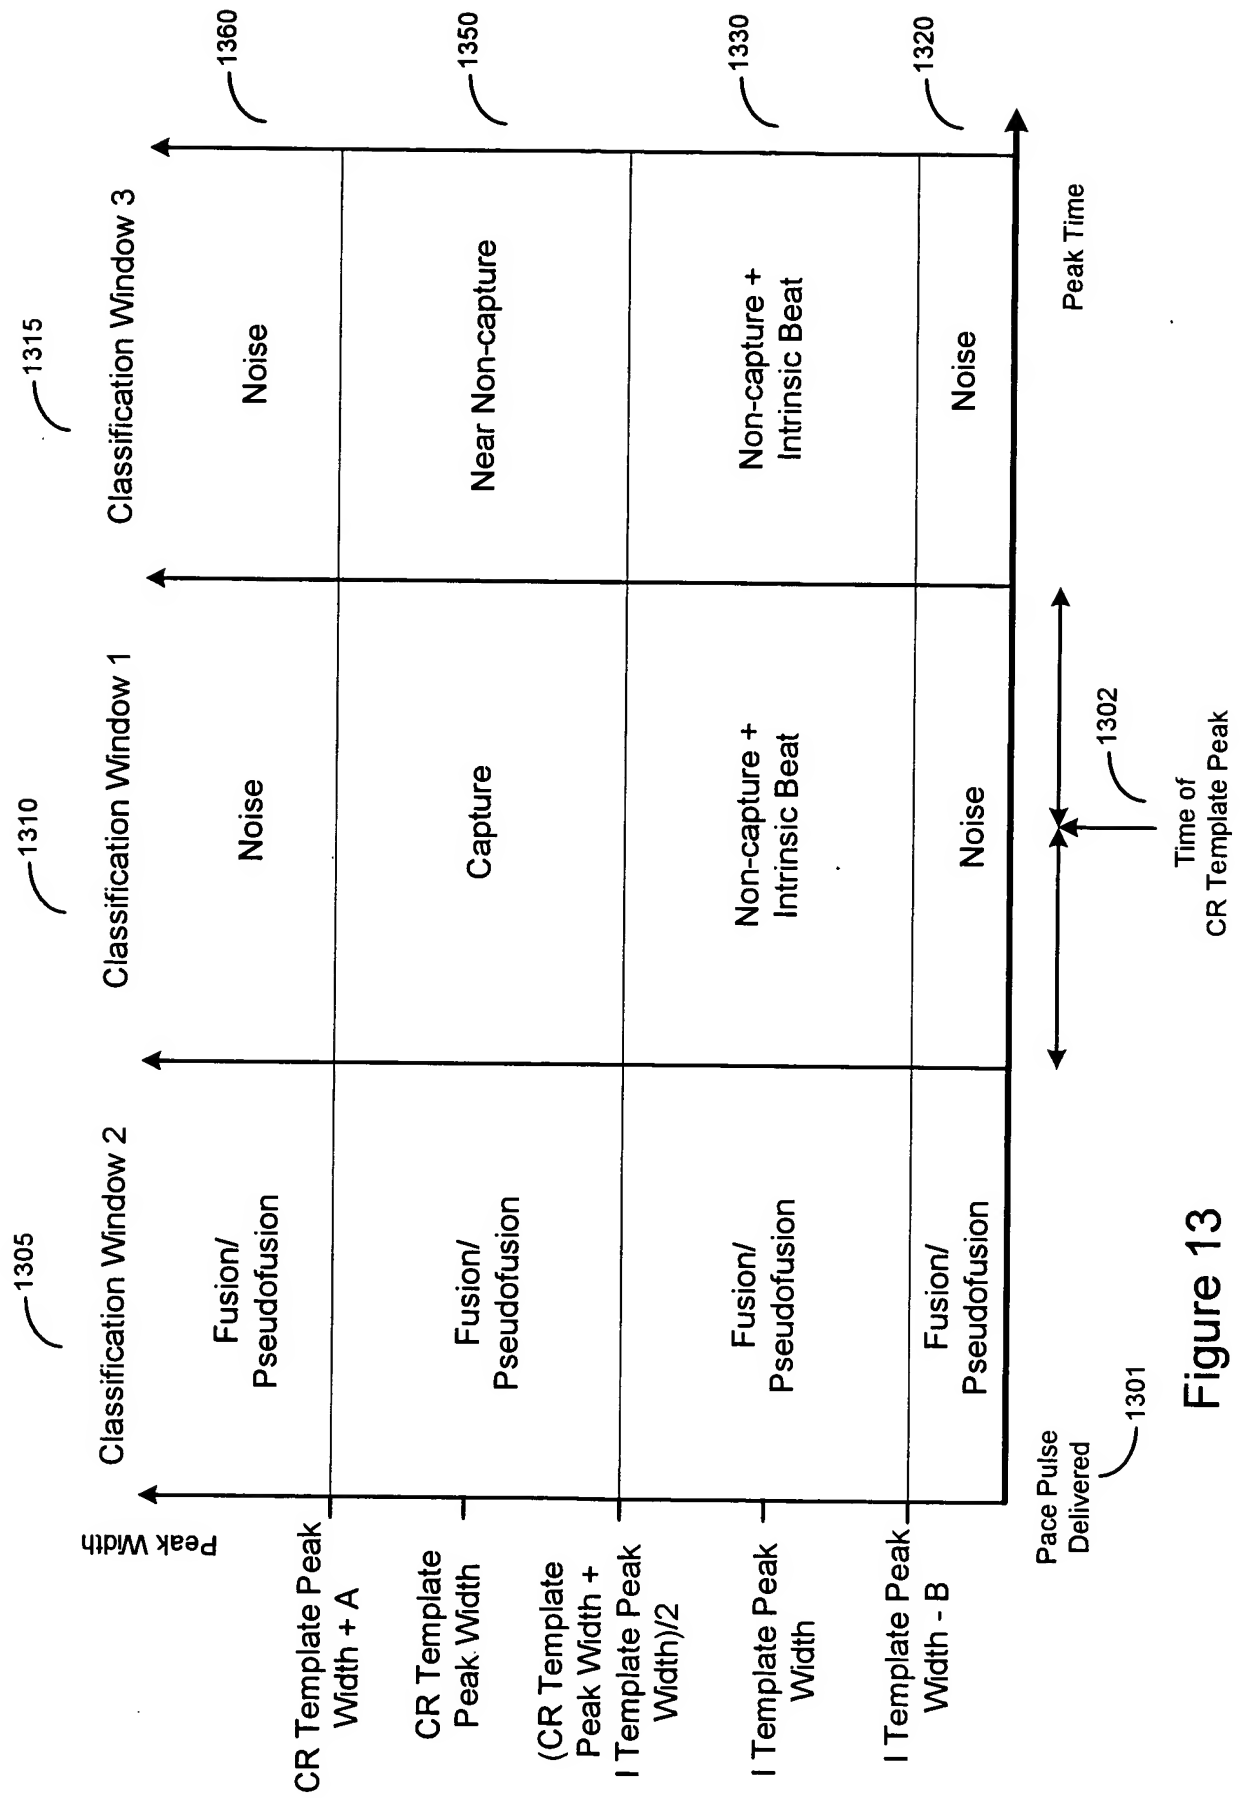 1305
1310
1315
Classification Window 2
Classification Window 1
Classification Window 3
Peak Width
1360
Fusion/
Pseudofusion
Noise
Noise
CR Template Peak
Width + A
1350
CR Template
Peak Width
Fusion/
Pseudofusion
Capture
Near Non-capture
(CR Template
Peak Width +
I Template Peak
Width)/2
1330
I Template Peak
Width
Fusion/
Pseudofusion
Non-capture +
Intrinsic Beat
Non-capture +
Intrinsic Beat
1320
I Template Peak
Width - B
Fusion/
Pseudofusion
Noise
Noise
Pace Pulse
Delivered
1301
1302
Time of
CR Template Peak
Peak Time
Figure 13